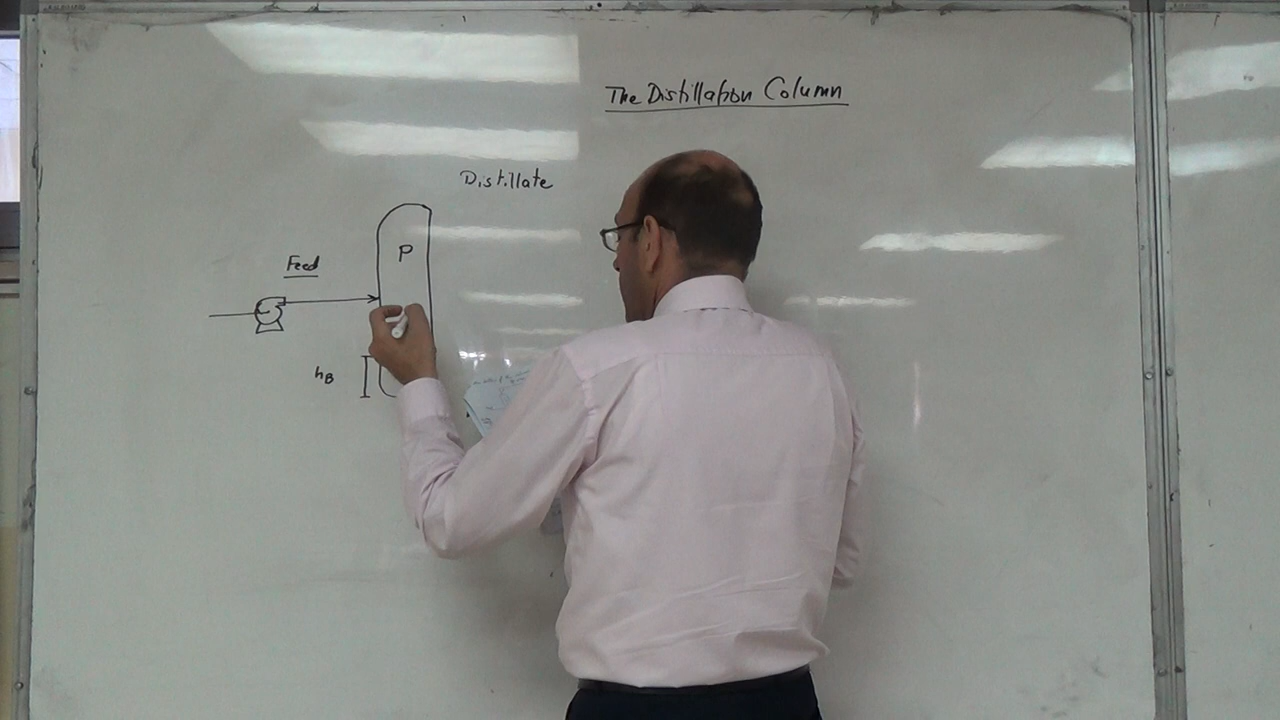 The Distillation Column
Distillate
P
Feed
hB